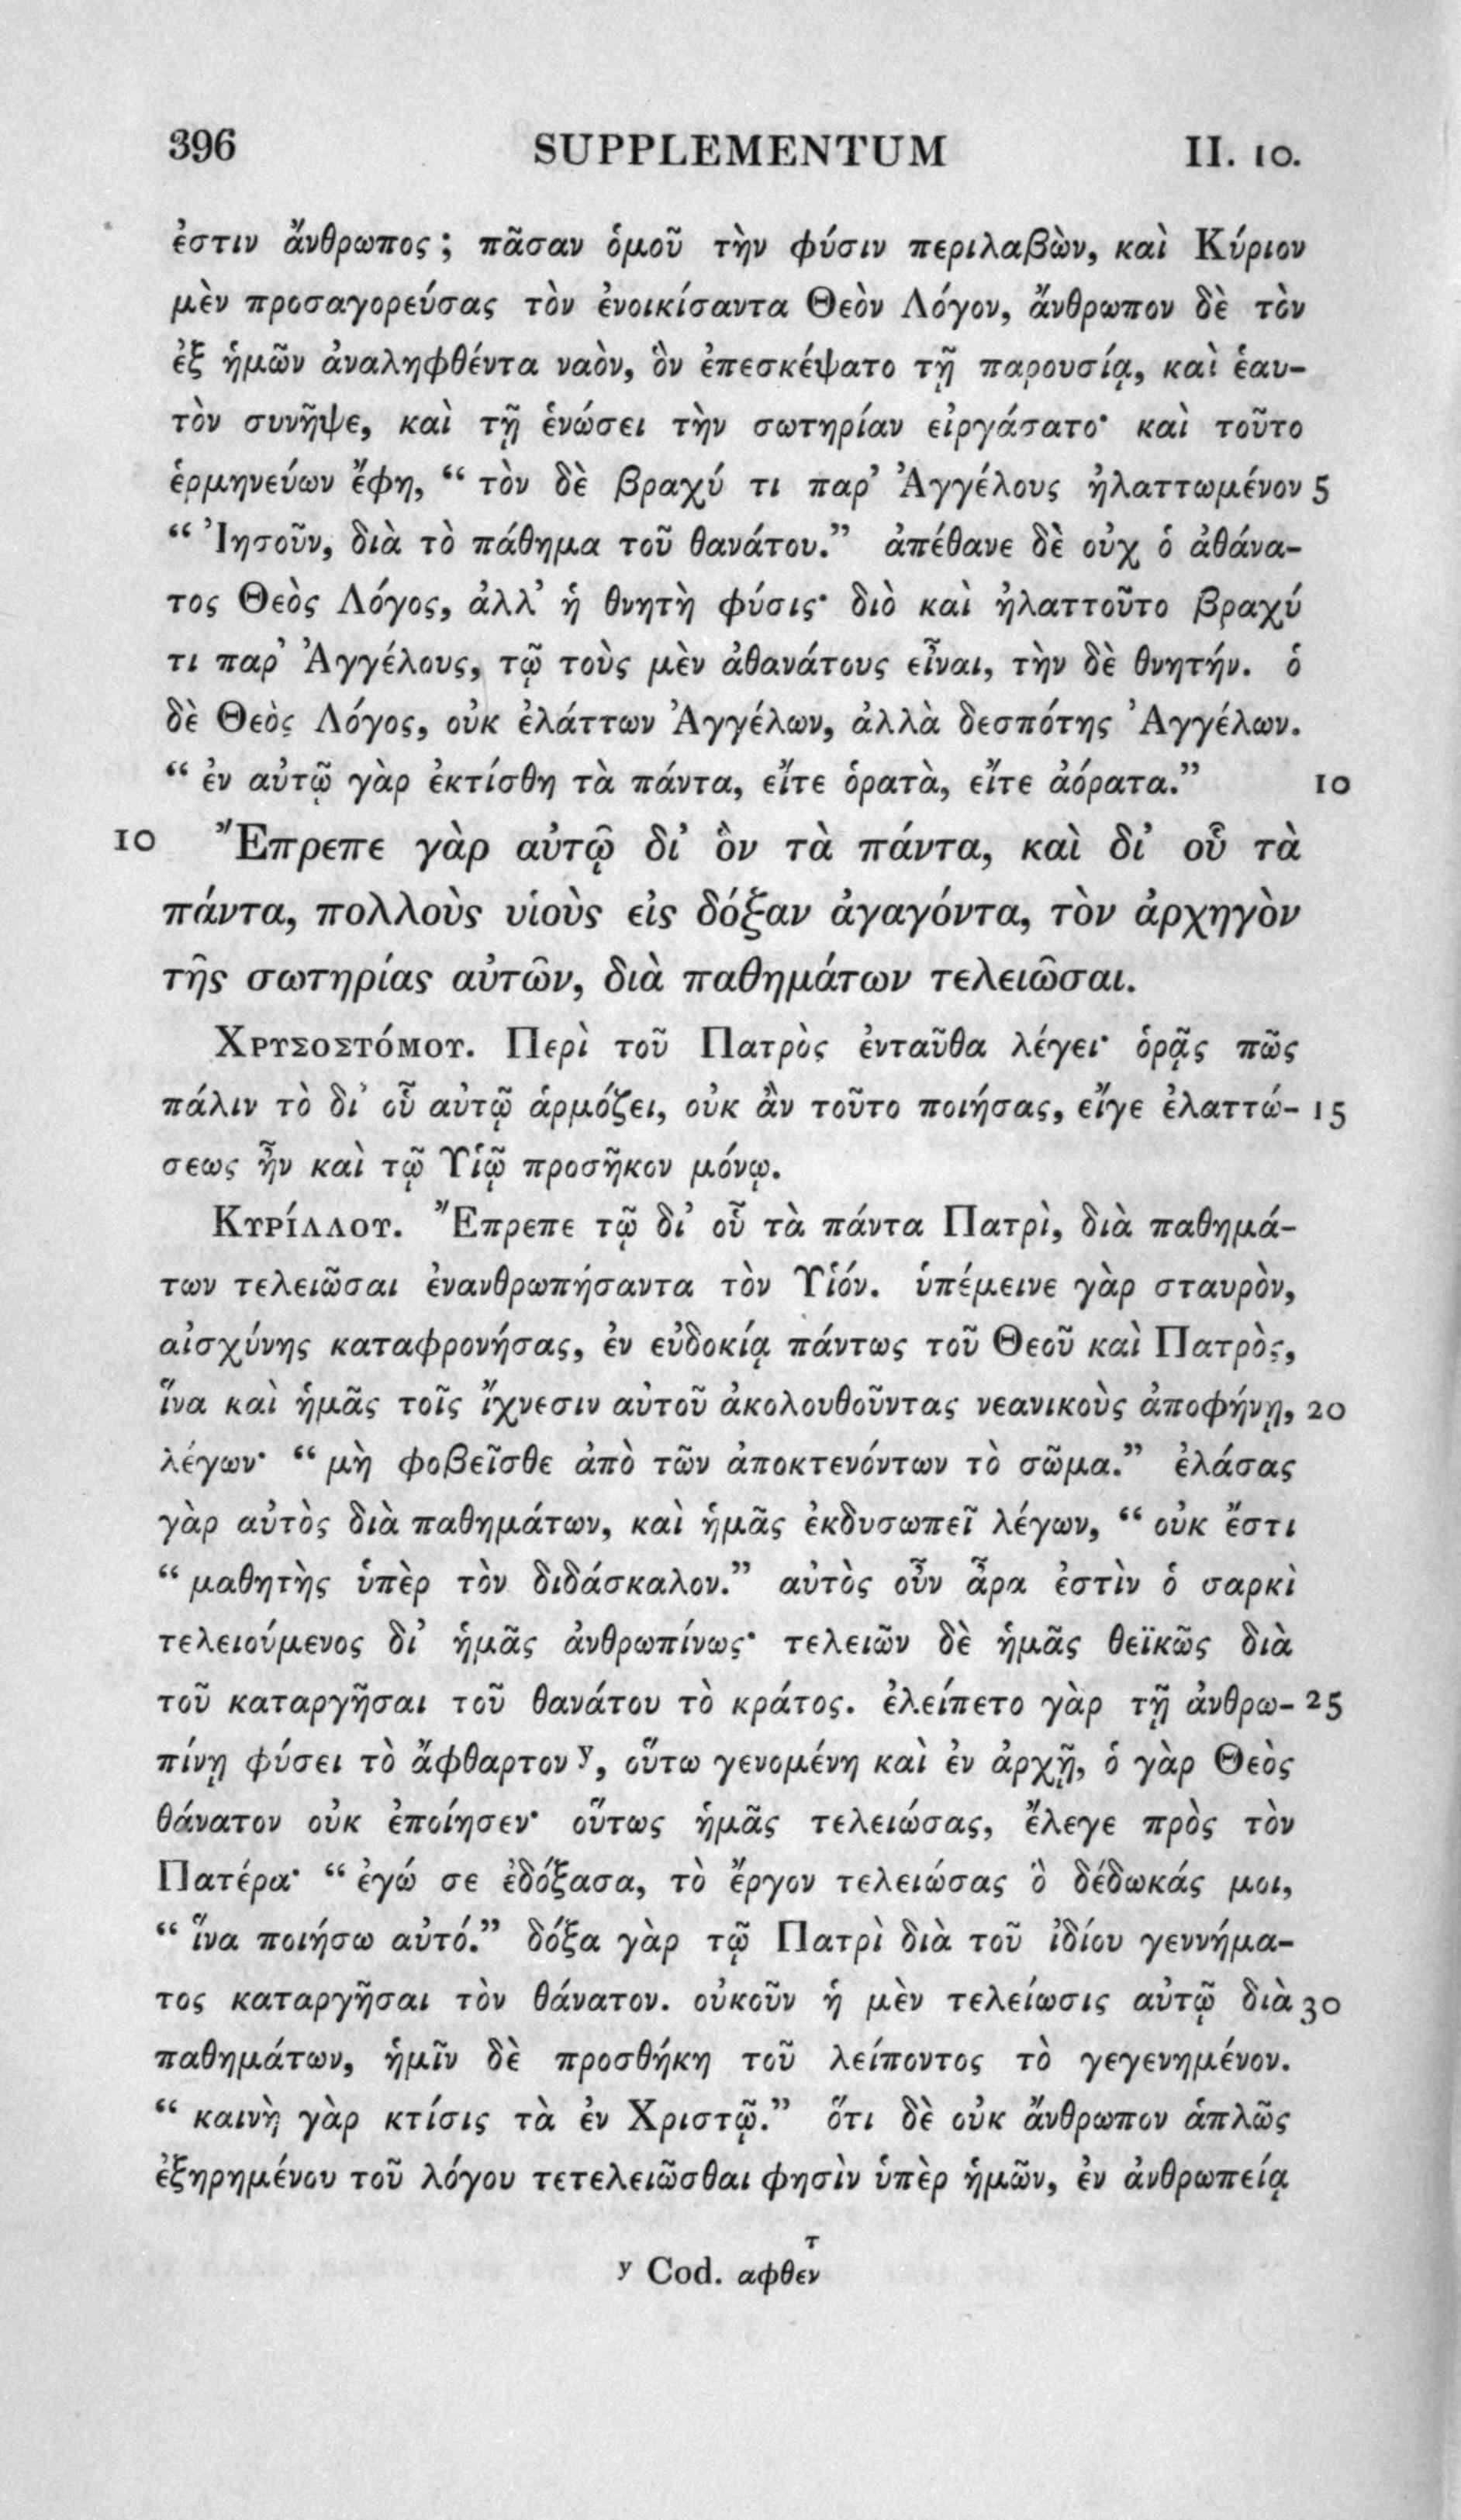 396 SUPPLEMENTUM II. 10.
ἐστιν ἄνθρωπος ; πᾶσαν ὁμοῦ τὴν φύσιν περιλαβὼν, καὶ Κύριον
μὲν προσαγορεύσας τὸν ἐνοικίσαντα Θεὸν Λόγον, ἄνθρωπον δὲ τὸν
ἐξ ἡμῶν ἀναληφθέντα ναὸν, ὃν ἐπεσκέψατο τῇ παρουσίᾳ, καὶ ἑαυ-
τὸν συνῆψε, καὶ τῇ ἑνώσει τὴν σωτηρίαν εἰργάσατο· καὶ τοῦτο
ἑρμηνεύων ἔφη, “ τὸν δὲ βραχύ τι παρ’ Ἀγγέλους ἠλαττωμένον 5
“ Ἰησοῦν, διὰ τὸ πάθημα τοῦ θανάτου.” ἀπέθανε δὲ οὐχ ὁ ἀθάνα-
τος Θεὸς Λόγος, ἀλλ’ ἡ θνητὴ φύσις· διὸ καὶ ἠλαττοῦτο βραχύ
τι παρ’ Ἀγγέλους, τῷ τοὺς μὲν ἀθανάτους εἶναι, τὴν δὲ θνητήν. ὁ
δὲ Θεὸς Λόγος, οὐκ ἐλάττων Ἀγγέλων, ἀλλὰ δεσπότης Ἀγγέλων.
“ ἐν αὐτῷ γὰρ ἐκτίσθη τὰ πάντα, εἴτε ὁρατὰ, εἴτε ἀόρατα.” 10
10 Ἔπρεπε γὰρ αὐτῷ δι’ ὃν τὰ πάντα, καὶ δι’ οὗ τὰ
πάντα, πολλοὺς υἱοὺς εἰς δόξαν ἀγαγόντα, τὸν ἀρχηγὸν
τῆς σωτηρίας αὐτῶν, διὰ παθημάτων τελειῶσαι.
ΧΡΥΣΟΣΤόΜΟΥ. Περὶ τοῦ Πατρὸς ἐνταῦθα λέγει· ὁρᾷς πῶς
πάλιν τὸ δι’ οὗ αὐτῷ ἁρμόζει, οὐκ ἂν τοῦτο ποιήσας, εἴγε ἐλαττώ- 15
σεως ἦν καὶ τῷ Υἱῷ προσῆκον μόνῳ.
ΚΥΡίΛΛΟΥ. Ἔπρεπε τῷ δι’ οὗ τὰ πάντα Πατρὶ, διὰ παθημά-
των τελειῶσαι ἐνανθρωπήσαντα τὸν Υἱόν. ὑπέμεινε γὰρ σταυρὸν,
αἰσχύνης καταφρονήσας, ἐν εὐδοκίᾳ πάντως τοῦ Θεοῦ καὶ Πατρὸς,
ἵνα καὶ ἡμᾶς τοῖς ἴχνεσιν αὐτοῦ ἀκολουθοῦντας νεανικοὺς ἀποφήνῃ, 20
λέγων· “ μὴ φοβεῖσθε ἀπὸ τῶν ἀποκτενόντων τὸ σῶμα.” ἐλάσας
γὰρ αὐτὸς διὰ παθημάτων, καὶ ἡμᾶς ἐκδυσωπεῖ λέγων, “ οὐκ ἔστι
“ μαθητὴς ὑπὲρ τὸν διδάσκαλον.” αὐτὸς οὖν ἆρα ἐστὶν ὁ σαρκὶ
τελειούμενος δι’ ἡμᾶς ἀνθρωπίνως· τελειῶν δὲ ἡμᾶς θεϊκῶς διὰ
τοῦ καταργῆσαι τοῦ θανάτου τὸ κράτος. ἐλείπετο γὰρ τῇ ἀνθρω- 25
πίνῃ φύσει τὸ ἄφθαρτον y, οὕτω γενομένη καὶ ἐν ἀρχῇ, ὁ γὰρ Θεὸς
θάνατον οὐκ ἐποίησεν· οὕτως ἡμᾶς τελειώσας, ἔλεγε πρὸς τὸν
Πατέρα· “ ἐγώ σε ἐδόξασα, τὸ ἔργον τελειώσας ὃ δέδωκάς μοι,
“ ἵνα ποιήσω αὐτό.” δόξα γὰρ τῷ Πατρὶ διὰ τοῦ ἰδίου γεννήμα-
τος καταργῆσαι τὸν θάνατον. οὐκοῦν ἡ μὲν τελείωσις αὐτῷ διὰ 30
παθημάτων, ἡμῖν δὲ προσθήκη τοῦ λείποντος τὸ γεγενημένον.
“ καινὴ γὰρ κτίσις τὰ ἐν Χριστῷ.” ὅτι δὲ οὐκ ἄνθρωπον ἁπλῶς
ἐξηρημένου τοῦ λόγου τετελειῶσθαι φησὶν ὑπὲρ ἡμῶν, ἐν ἀνθρωπείᾳ
τ
y Cod. αφθεν